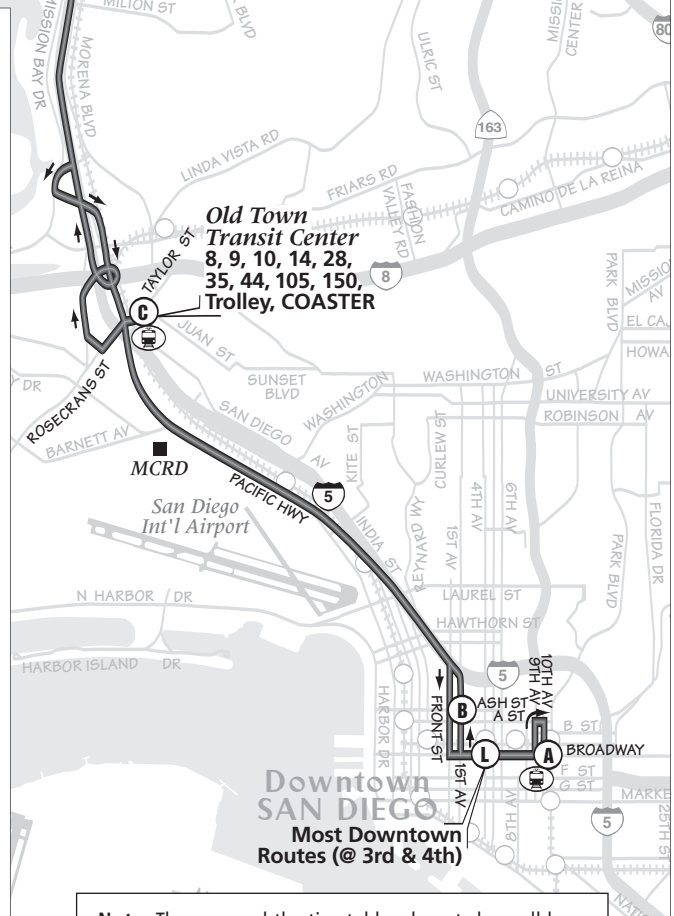 MILTON ST
MISSION BAY DR
MORENA BLVD
BLVD
ULRIC ST
CENTER
80
163
LINDA VISTA RD
FRIARS RD
FASHION
VALLEY RD
CAMINO DE LA REINA
Old Town
Transit Center
8, 9, 10, 14, 28,
35, 44, 105, 150,
Trolley, COASTER
8
TAYLOR ST
C
PARK BLVD
MISSIO
AV
EL CA
HOWA
JUAN ST
ROSECRANS ST
DR
SUNSET
BLVD
WASHINGTON
WASHINGTON ST
UNIVERSITY AV
ROBINSON AV
BARNETT AV
SAN DIEGO AV
MCRD
KITE ST
CURLEW ST
PACIFIC HWY
5
San Diego
Int'l Airport
INDIA ST
REYNARD WY
1ST AV
4TH AV
6TH AV
PARK BLVD
FLORIDA DR
N HARBOR DR
LAUREL ST
HAWTHORN ST
HARBOR ISLAND DR
HARBOR DR
5
10TH AV
9TH AV
B
ASH ST
A ST
FRONT ST
B ST
L
A
BROADWAY
1ST AV
F ST
G ST
MARKE
8TH AV
25TH S
5
Downtown
SAN DIEGO
Most Downtown
Routes (@ 3rd & 4th)